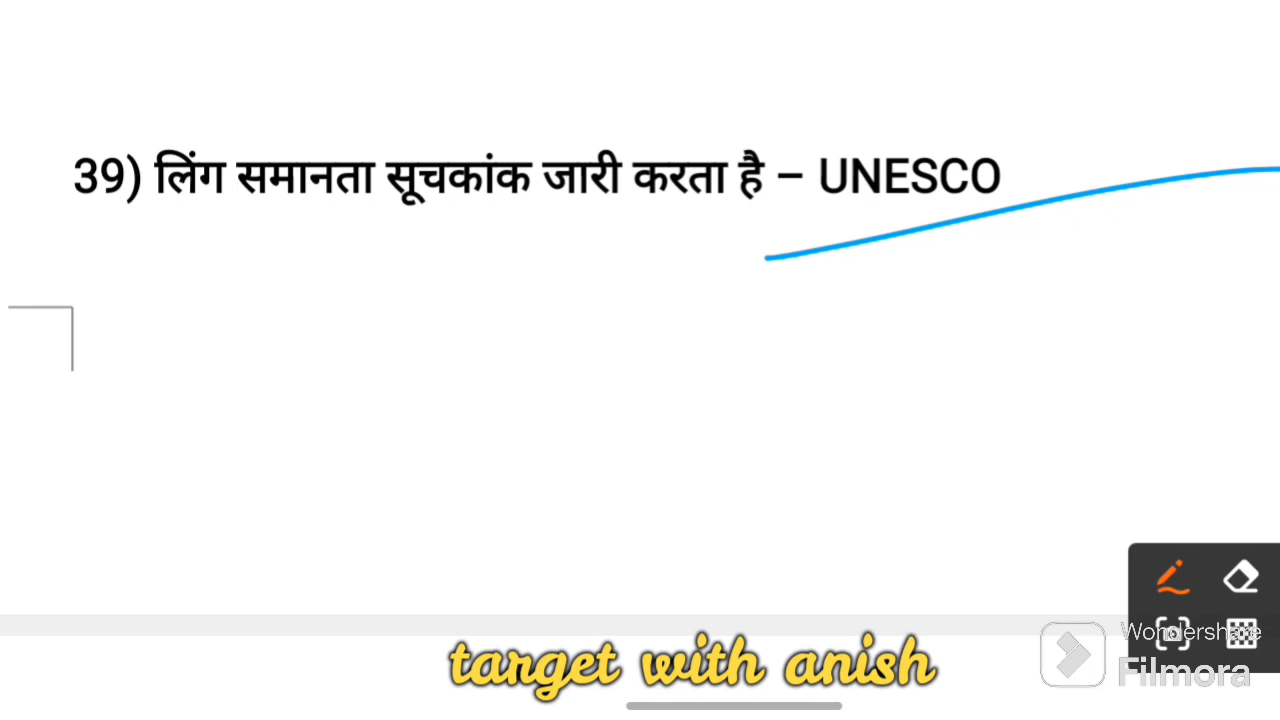 39) लिंग समानता सूचकांक जारी करता है – UNESCO
target with anish
Wondershare
Filmora